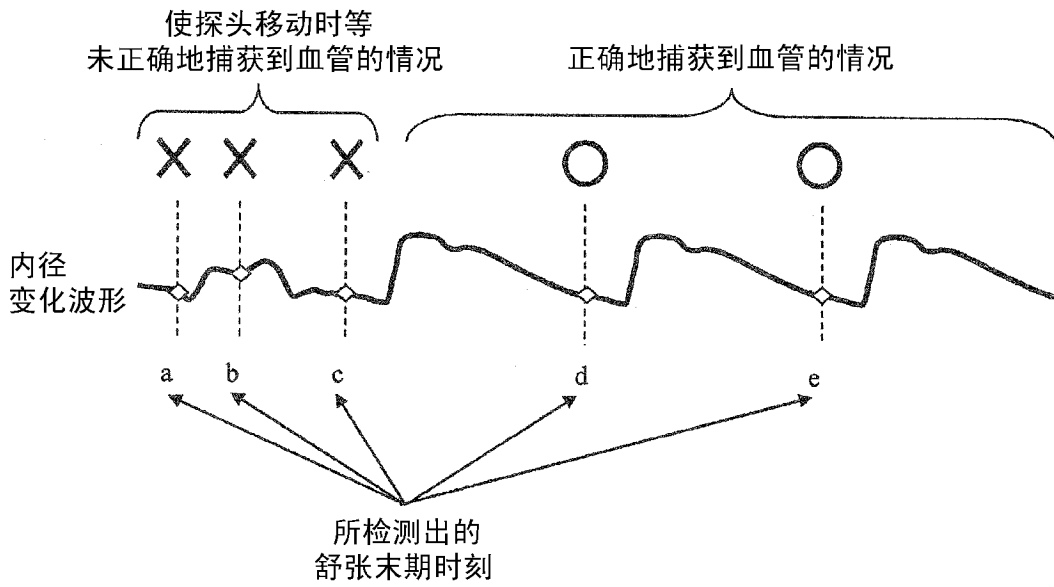 使探头移动时等
未正确地捕获到血管的情况
正确地捕获到血管的情况
内径
变化波形
a b c d e
所检测出的
舒张末期时刻